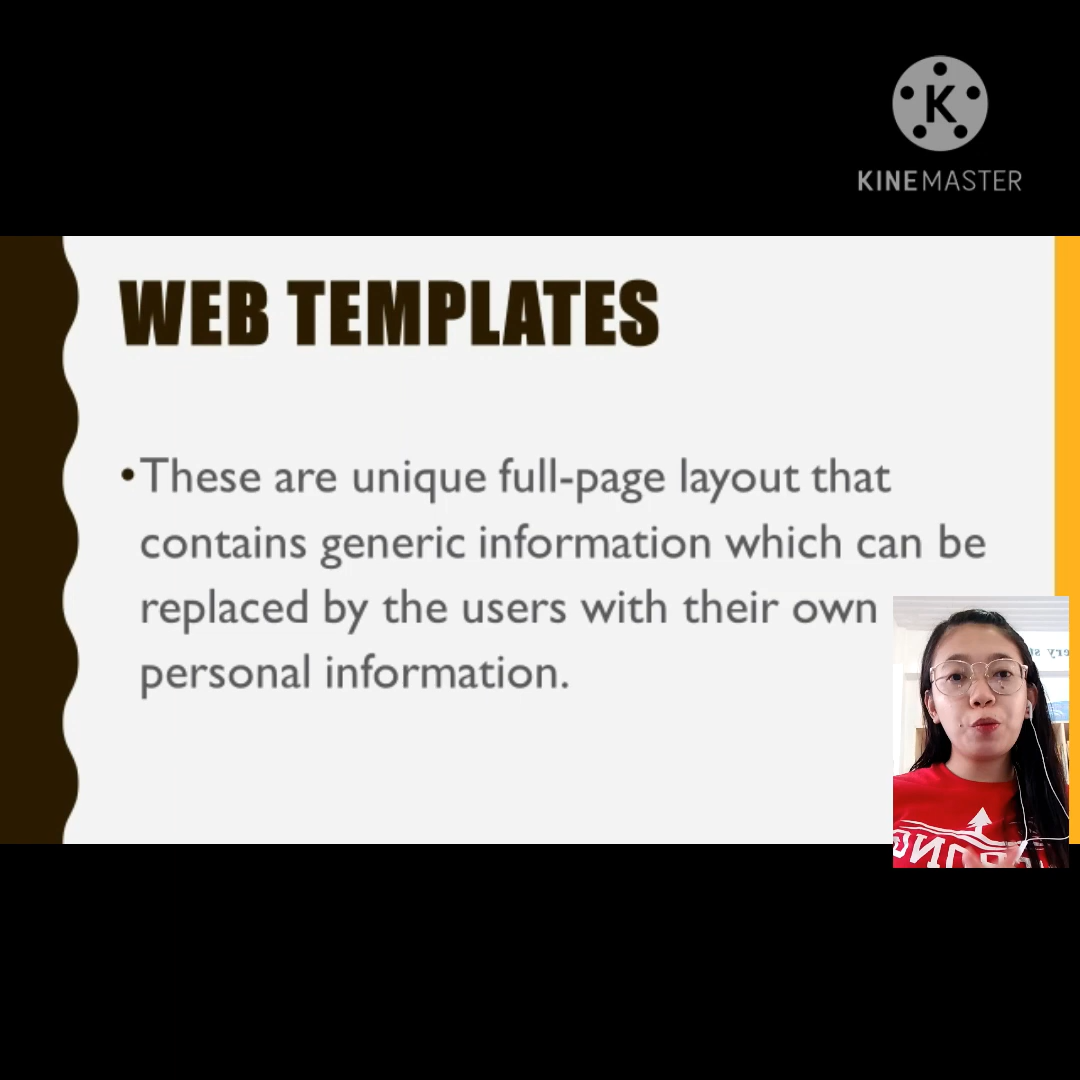 K
KINEMASTER
WEB TEMPLATES
•These are unique full-page layout that
contains generic information which can be
replaced by the users with their own
personal information.